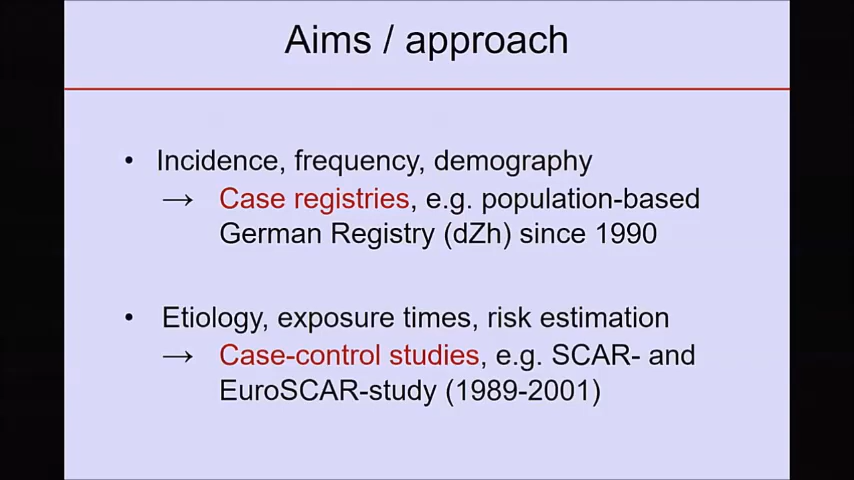 Aims / approach
• Incidence, frequency, demography
→ Case registries, e.g. population-based
German Registry (dZh) since 1990
• Etiology, exposure times, risk estimation
→ Case-control studies, e.g. SCAR- and
EuroSCAR-study (1989-2001)